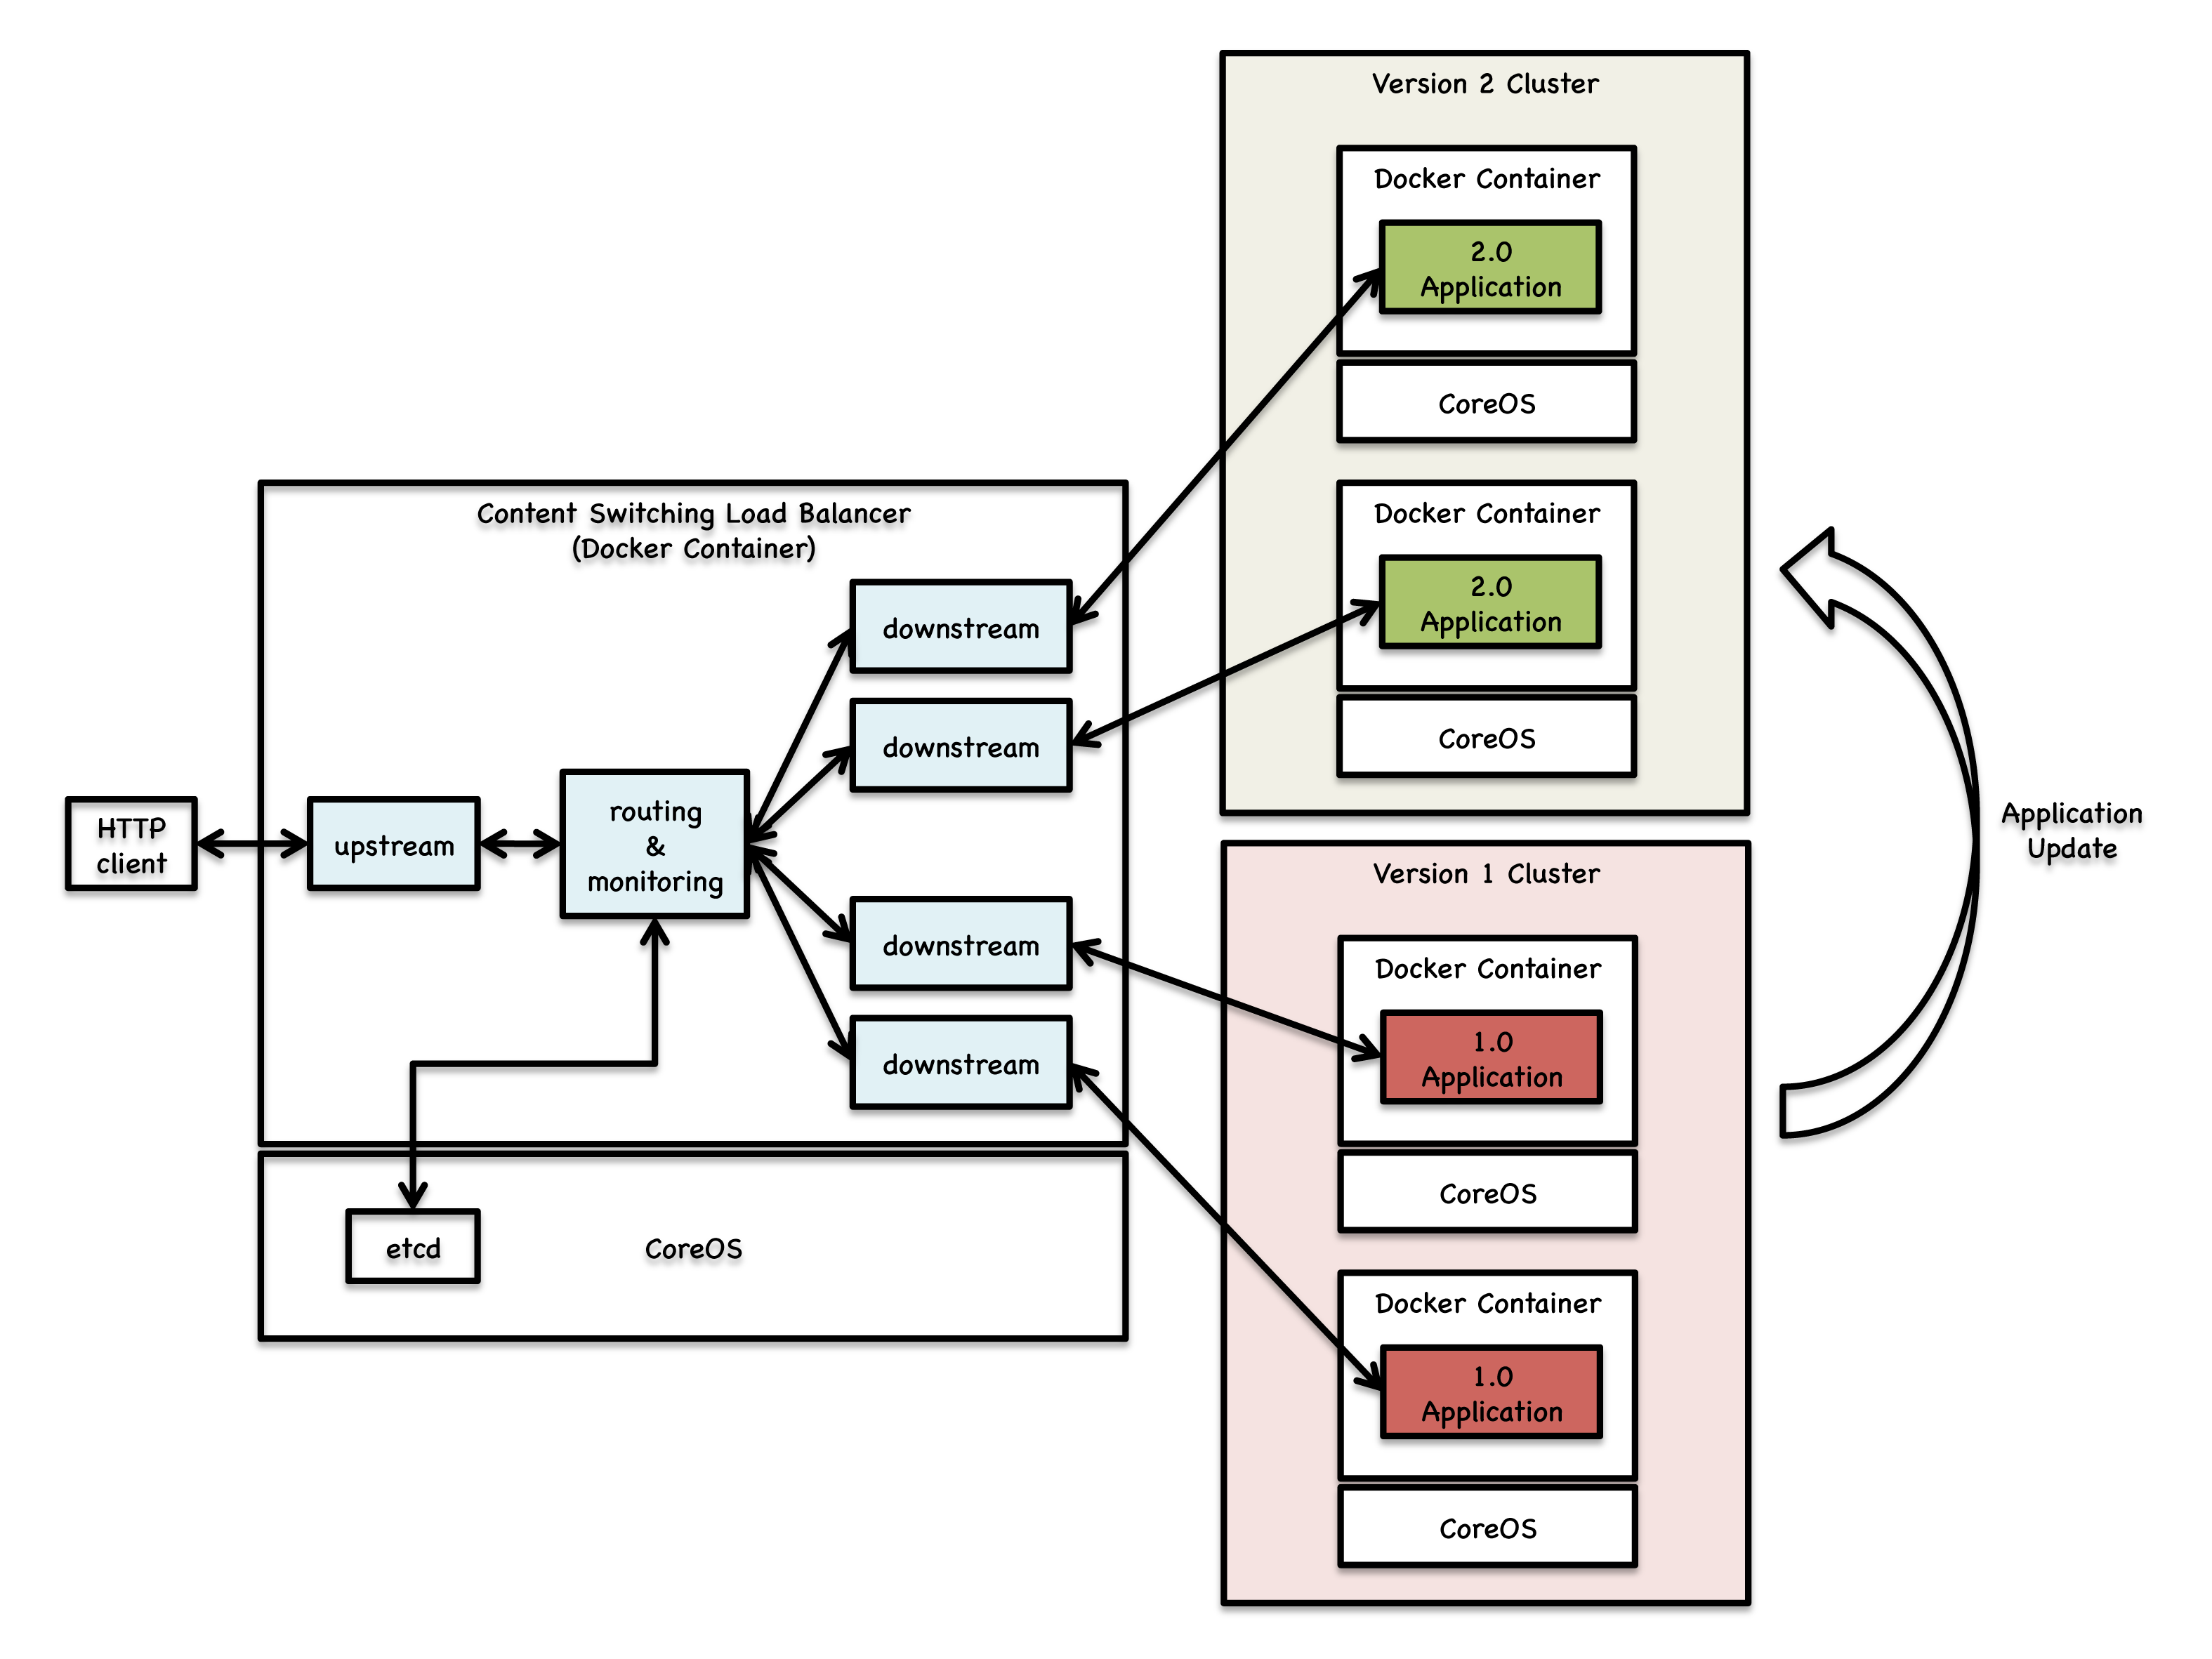 HTTP
client
Content Switching Load Balancer
(Docker Container)
upstream
routing
&
monitoring
downstream
downstream
downstream
downstream
etcd
CoreOS
Version 2 Cluster
Docker Container
2.0
Application
CoreOS
Docker Container
2.0
Application
CoreOS
Version 1 Cluster
Docker Container
1.0
Application
CoreOS
Docker Container
1.0
Application
CoreOS
Application
Update